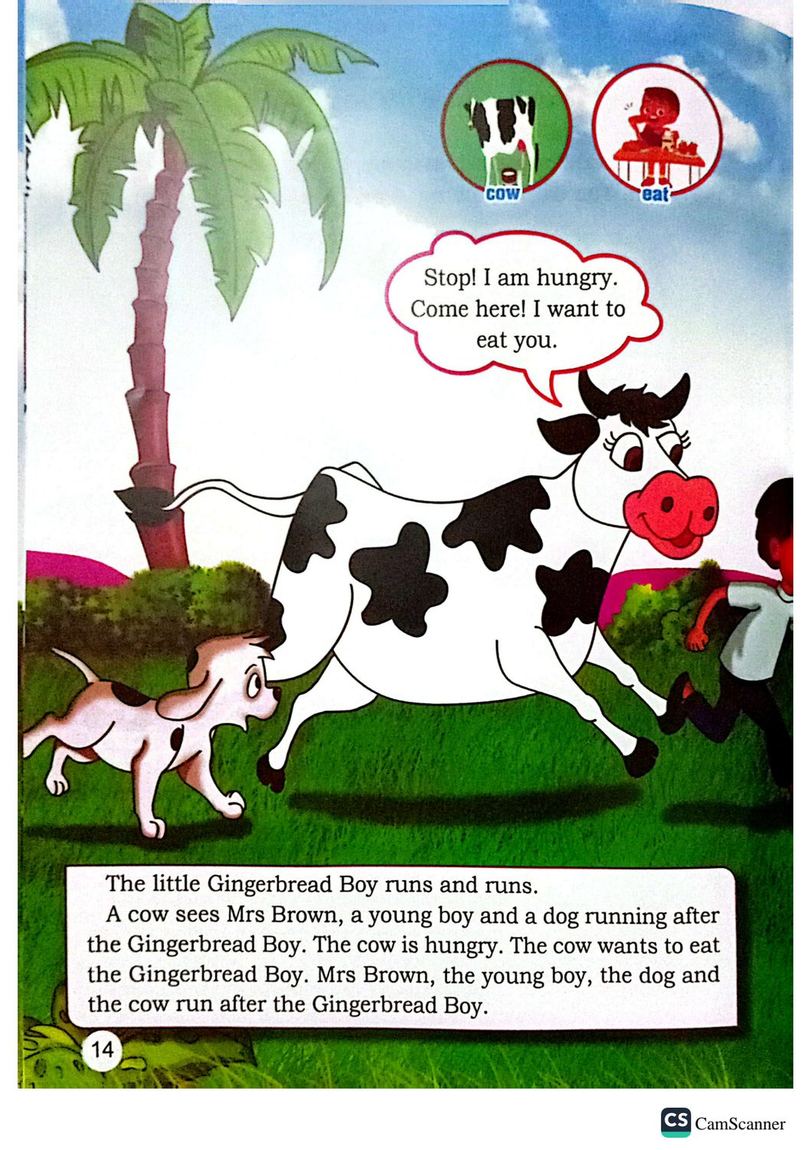 cow
eat
Stop! I am hungry.
Come here! I want to
eat you.
The little Gingerbread Boy runs and runs.
A cow sees Mrs Brown, a young boy and a dog running after
the Gingerbread Boy. The cow is hungry. The cow wants to eat
the Gingerbread Boy. Mrs Brown, the young boy, the dog and
the cow run after the Gingerbread Boy.
14
CS CamScanner